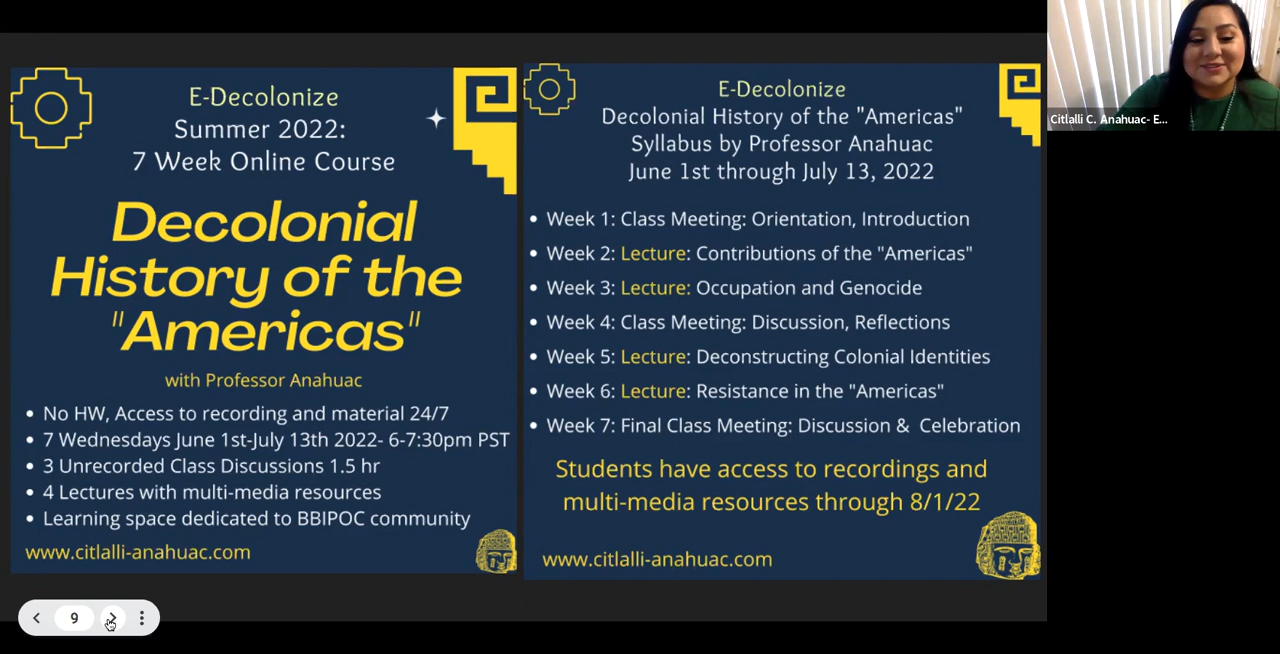 E-Decolonize
Summer 2022:
7 Week Online Course
Decolonial
History of the
"Americas"
with Professor Anahuac
No HW, Access to recording and material 24/7
7 Wednesdays June 1st-July 13th 2022- 6-7:30pm PST
3 Unrecorded Class Discussions 1.5 hr
4 Lectures with multi-media resources
Learning space dedicated to BBIPOC community
www.citlalli-anahuac.com
E-Decolonize
Decolonial History of the "Americas"
Syllabus by Professor Anahuac
June 1st through July 13, 2022
Week 1: Class Meeting: Orientation, Introduction
Week 2: Lecture: Contributions of the "Americas"
Week 3: Lecture: Occupation and Genocide
Week 4: Class Meeting: Discussion, Reflections
Week 5: Lecture: Deconstructing Colonial Identities
Week 6: Lecture: Resistance in the "Americas"
Week 7: Final Class Meeting: Discussion & Celebration
Students have access to recordings and
multi-media resources through 8/1/22
www.citlalli-anahuac.com
Citlalli C. Anahuac- E...
9